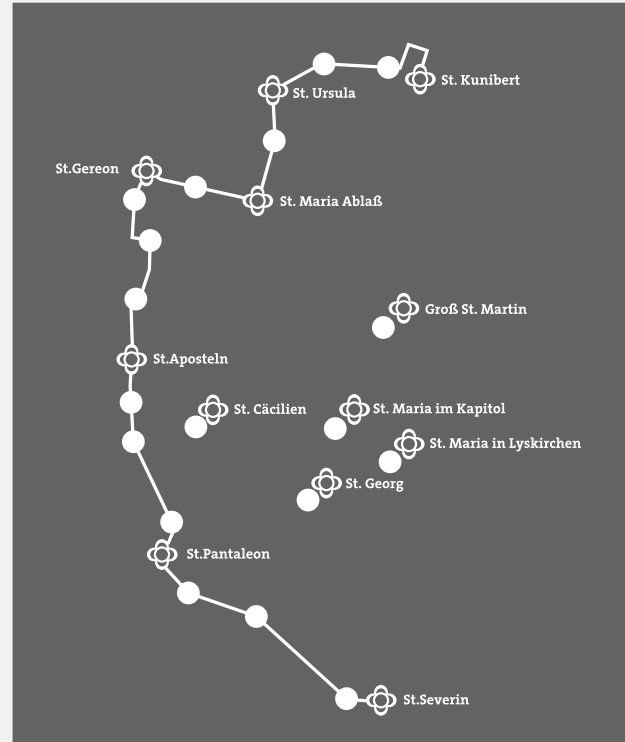 St. Kunibert
St. Ursula
St.Gereon
St. Maria Ablaß
Groß St. Martin
St.Aposteln
St. Cäcilien
St. Maria im Kapitol
St. Maria in Lyskirchen
St. Georg
St.Pantaleon
St.Severin